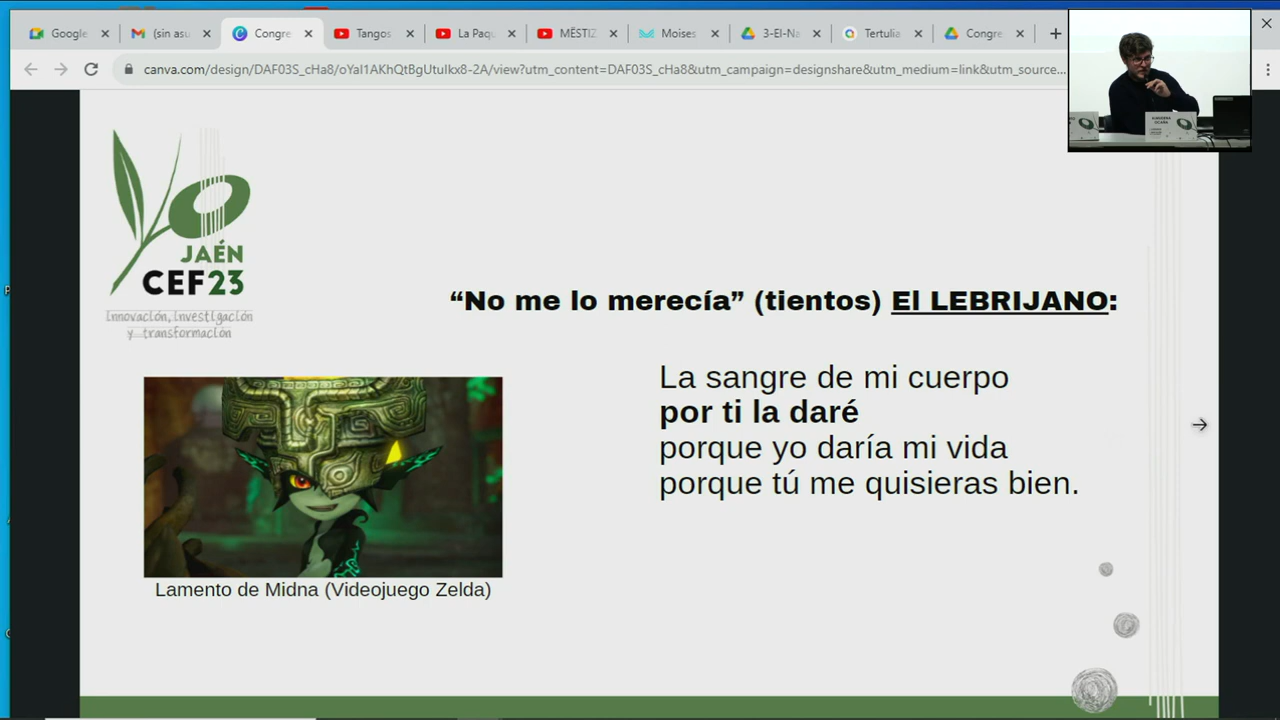 Google
(sin asu
Congre
Tangos
La Paqu
MËSTIZ
Moises
3-El-Na
Tertulia
Congre
canva.com/design/DAF03S_cHa8/oYal1AKhQtBgUtuIkx8-2A/view?utm_content=DAF03S_cHa8&utm_campaign=designshare&utm_medium=link&utm_source...
JAÉN
CEF23
Innovación, investigación
y transformación
“No me lo merecía” (tientos) El LEBRIJANO:
La sangre de mi cuerpo
por ti la daré
porque yo daría mi vida
porque tú me quisieras bien.
Lamento de Midna (Videojuego Zelda)